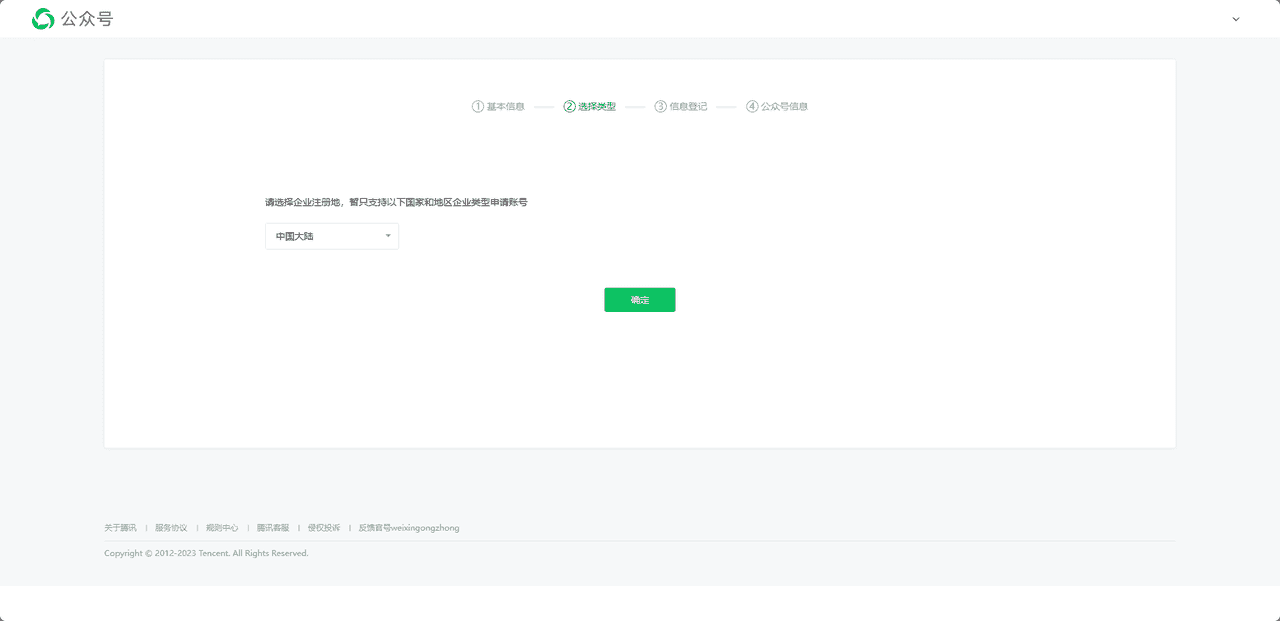 公众号
① 基本信息 ② 选择类型 ③ 信息登记 ④ 公众号信息
请选择企业注册地，暂只支持以下国家和地区企业类型申请账号
中国大陆
确定
关于腾讯 | 服务协议 | 规则中心 | 腾讯客服 | 侵权投诉 | 反馈官号weixingongzhong
Copyright © 2012-2023 Tencent. All Rights Reserved.